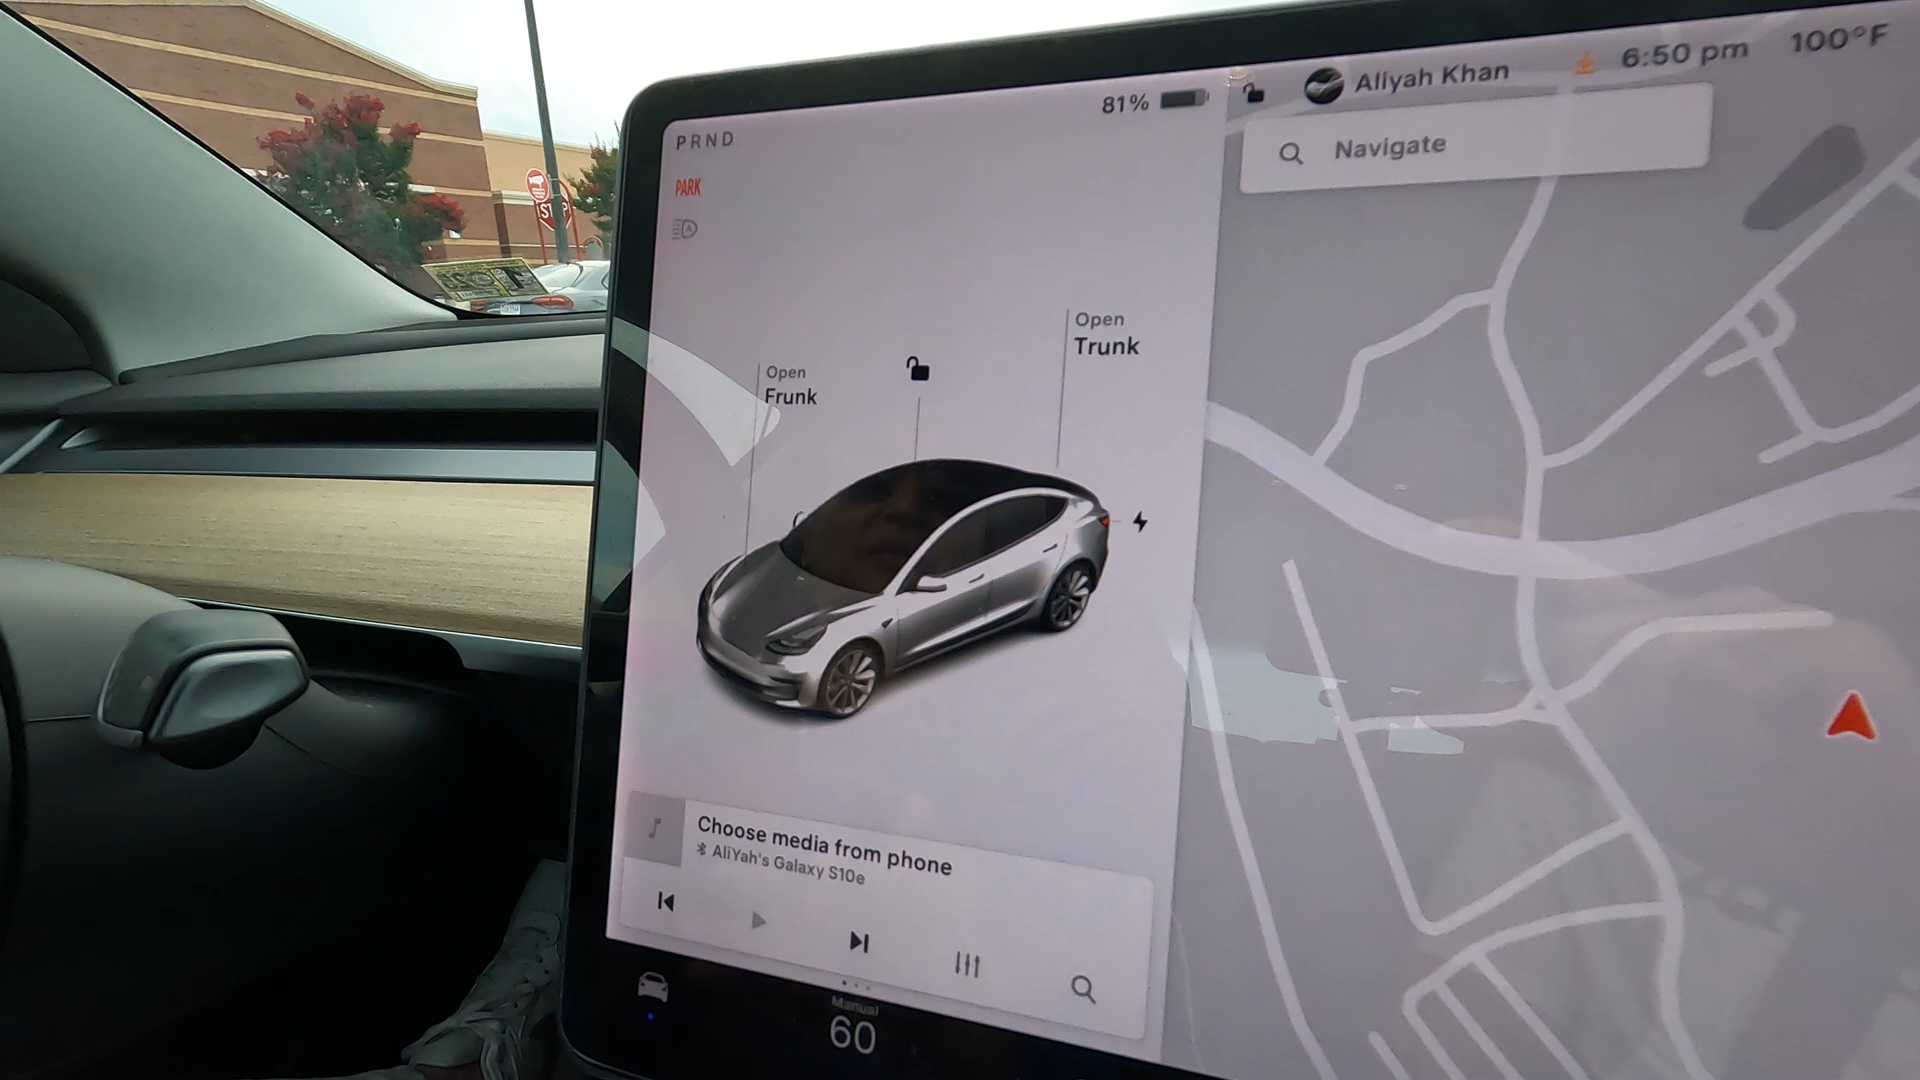 PRND
PARK
81%
Aliyah Khan
6:50 pm
100°F
Navigate
Open
Frunk
Open
Trunk
STOP
Choose media from phone
AliYah's Galaxy S10e
Manual
60